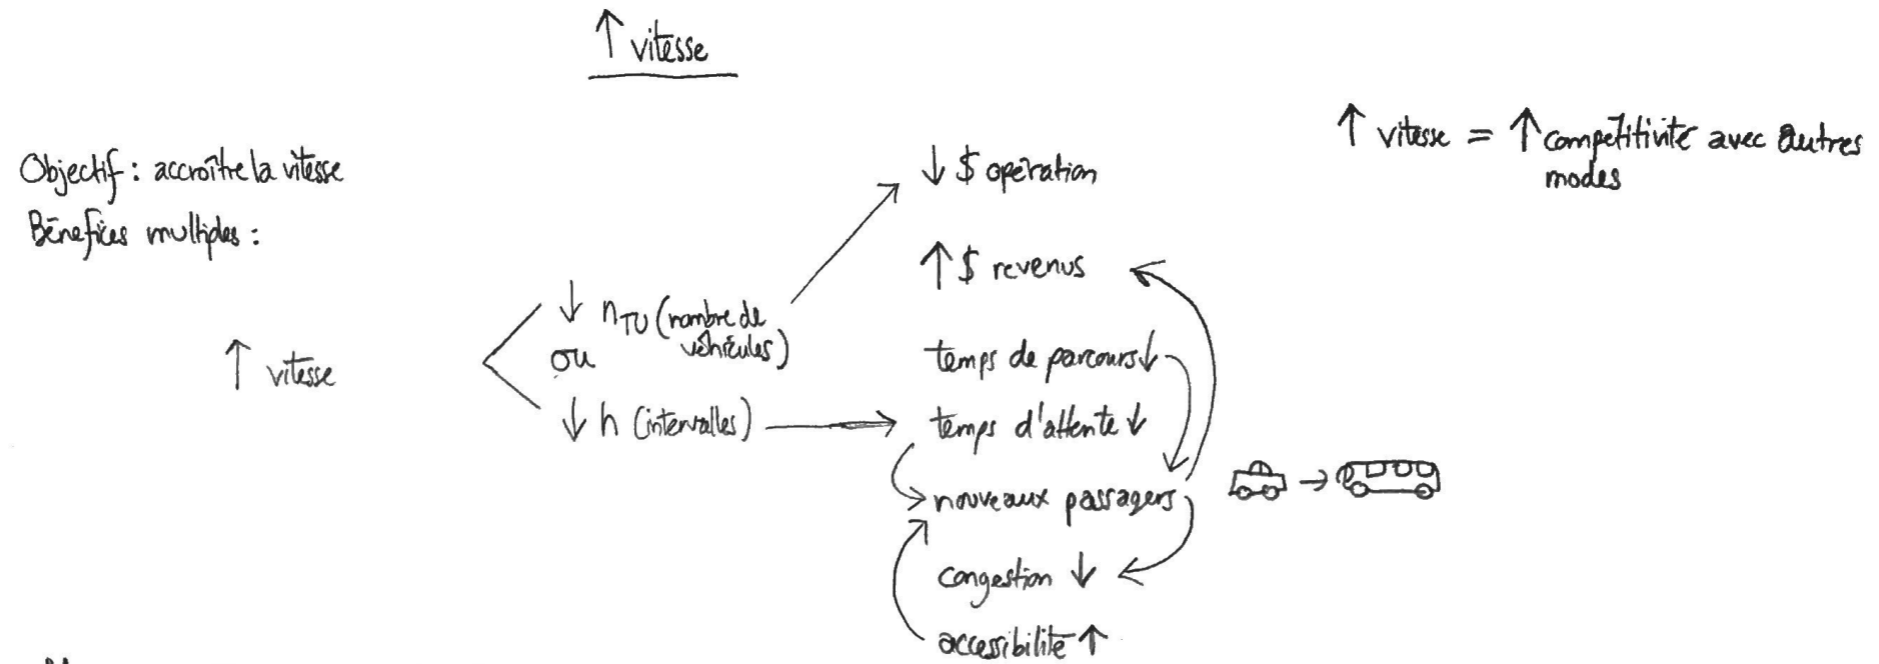 ↑ vitesse
↑ vitesse = ↑ compétitivité avec autres
modes
Objectif : accroître la vitesse
Bénéfices multiples :
↑ vitesse
↓ nTU (nombre de
véhicules)
ou
↓ h (intervalles)
↓ $ opération
↑ $ revenus
temps de parcours ↓
temps d'attente ↓
nouveaux passagers
congestion ↓
accessibilité ↑